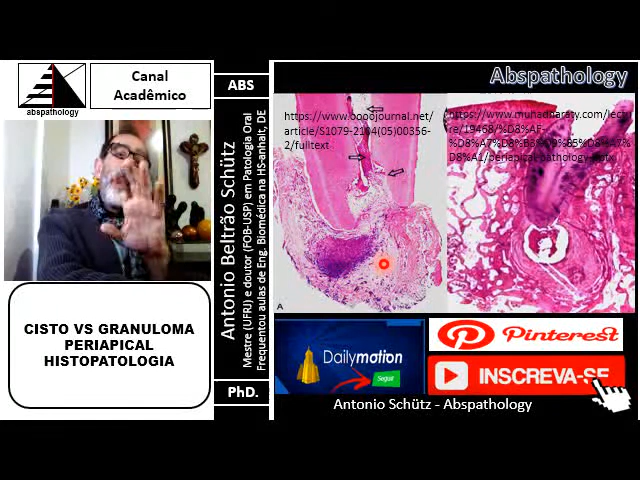 abspathology
Canal
Acadêmico
ABS
Antonio Beltrão Schütz
Mestre (UFRJ) e doutor (FOB-USP) em Patologia Oral
Frequentou aulas de Eng. Biomédica na HS-anhalt, DE
PhD.
CISTO VS GRANULOMA
PERIAPICAL
HISTOPATOLOGIA
Abspathology
https://www.oooojournal.net/
article/S1079-2104(05)00356-
2/fulltext
A
Dailymotion
Seguir
Pinterest
INSCREVA-SE
Antonio Schütz - Abspathology